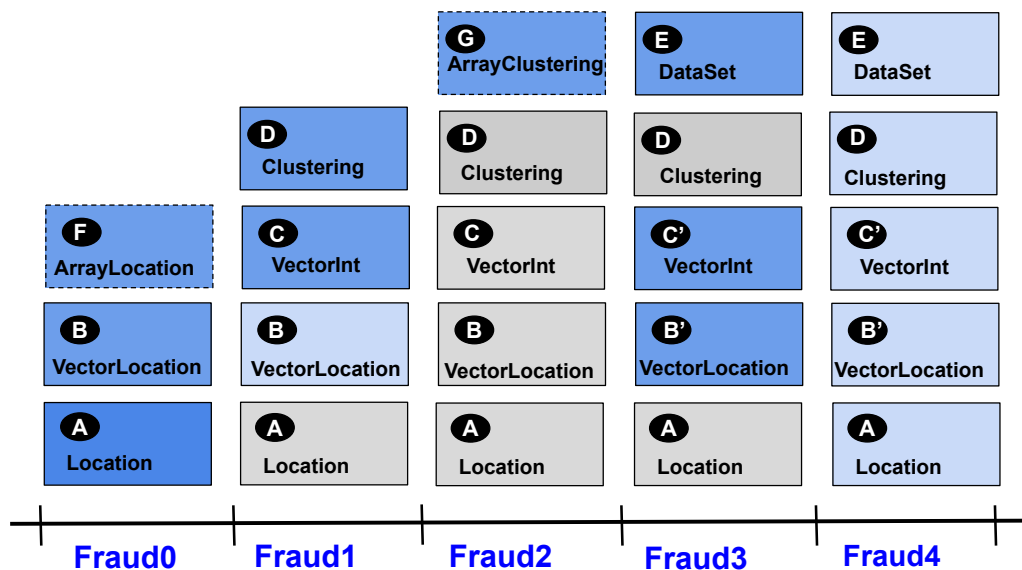 G
ArrayClustering
E
DataSet
E
DataSet
D
Clustering
D
Clustering
D
Clustering
D
Clustering
F
ArrayLocation
C
VectorInt
C
VectorInt
C'
VectorInt
C'
VectorInt
B
VectorLocation
B
VectorLocation
B
VectorLocation
B'
VectorLocation
B'
VectorLocation
A
Location
A
Location
A
Location
A
Location
A
Location
Fraud0
Fraud1
Fraud2
Fraud3
Fraud4